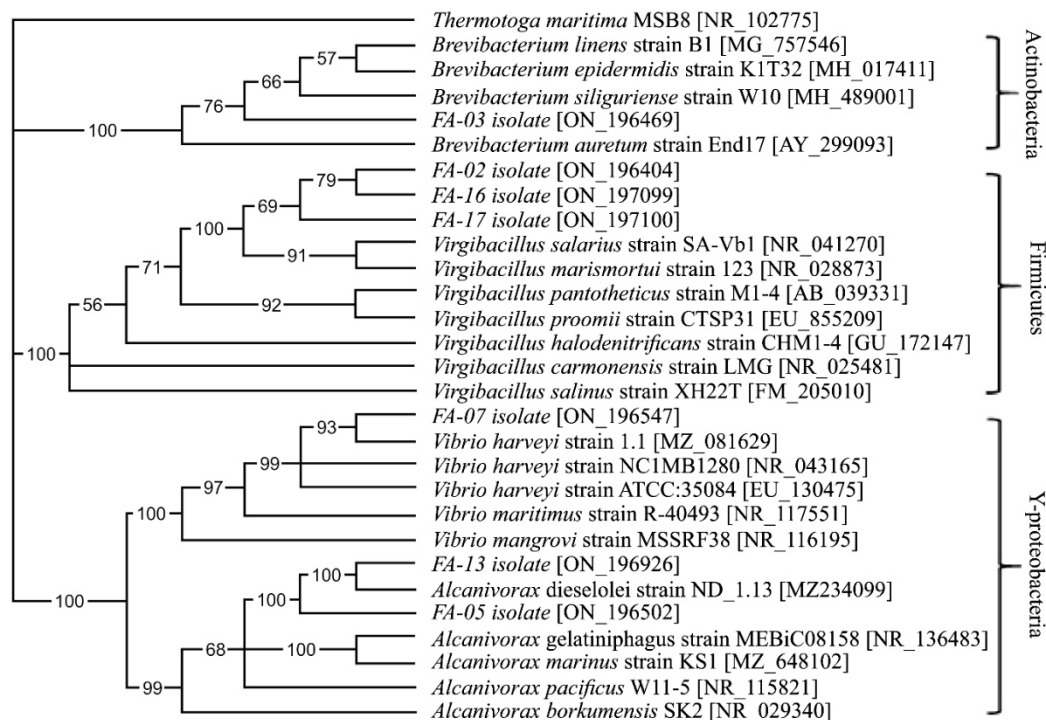 Thermotoga maritima MSB8 [NR_102775]
57
Brevibacterium linens strain B1 [MG_757546]
Brevibacterium epidermidis strain K1T32 [MH_017411]
66
Brevibacterium siliguriense strain W10 [MH_489001]
76
FA-03 isolate [ON_196469]
100
Brevibacterium auretum strain End17 [AY_299093]
Actinobacteria
FA-02 isolate [ON_196404]
79
FA-16 isolate [ON_197099]
69
FA-17 isolate [ON_197100]
100
Virgibacillus salarius strain SA-Vb1 [NR_041270]
91
Virgibacillus marismortui strain 123 [NR_028873]
71
Virgibacillus pantotheticus strain M1-4 [AB_039331]
92
Virgibacillus proomii strain CTSP31 [EU_855209]
56
Virgibacillus halodenitrificans strain CHM1-4 [GU_172147]
100
Virgibacillus carmonensis strain LMG [NR_025481]
Virgibacillus salinus strain XH22T [FM_205010]
Firmicutes
FA-07 isolate [ON_196547]
93
Vibrio harveyi strain 1.1 [MZ_081629]
99
Vibrio harveyi strain NC1MB1280 [NR_043165]
97
Vibrio harveyi strain ATCC:35084 [EU_130475]
Vibrio maritimus strain R-40493 [NR_117551]
100
Vibrio mangrovi strain MSSRF38 [NR_116195]
FA-13 isolate [ON_196926]
100
Alcanivorax dieselolei strain ND_1.13 [MZ234099]
100
100
FA-05 isolate [ON_196502]
68
Alcanivorax gelatiniphagus strain MEBiC08158 [NR_136483]
100
Alcanivorax marinus strain KS1 [MZ_648102]
99
Alcanivorax pacificus W11-5 [NR_115821]
Alcanivorax borkumensis SK2 [NR_029340]
Y-proteobacteria